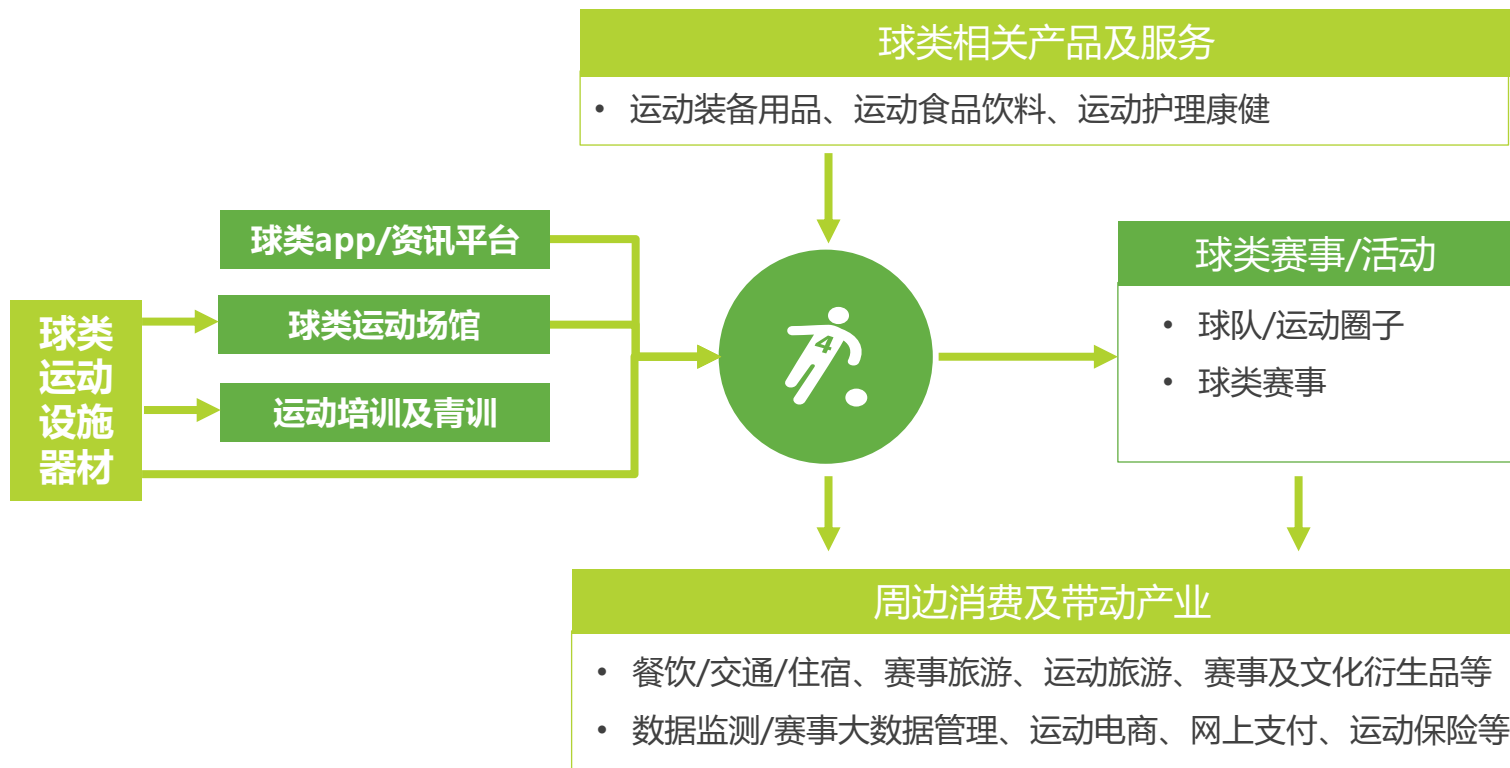 球类相关产品及服务
• 运动装备用品、运动食品饮料、运动护理康健
球类app/资讯平台
球类运动场馆
运动培训及青训
球类
运动
设施
器材
4
球类赛事/活动
• 球队/运动圈子
• 球类赛事
周边消费及带动产业
• 餐饮/交通/住宿、赛事旅游、运动旅游、赛事及文化衍生品等
• 数据监测/赛事大数据管理、运动电商、网上支付、运动保险等